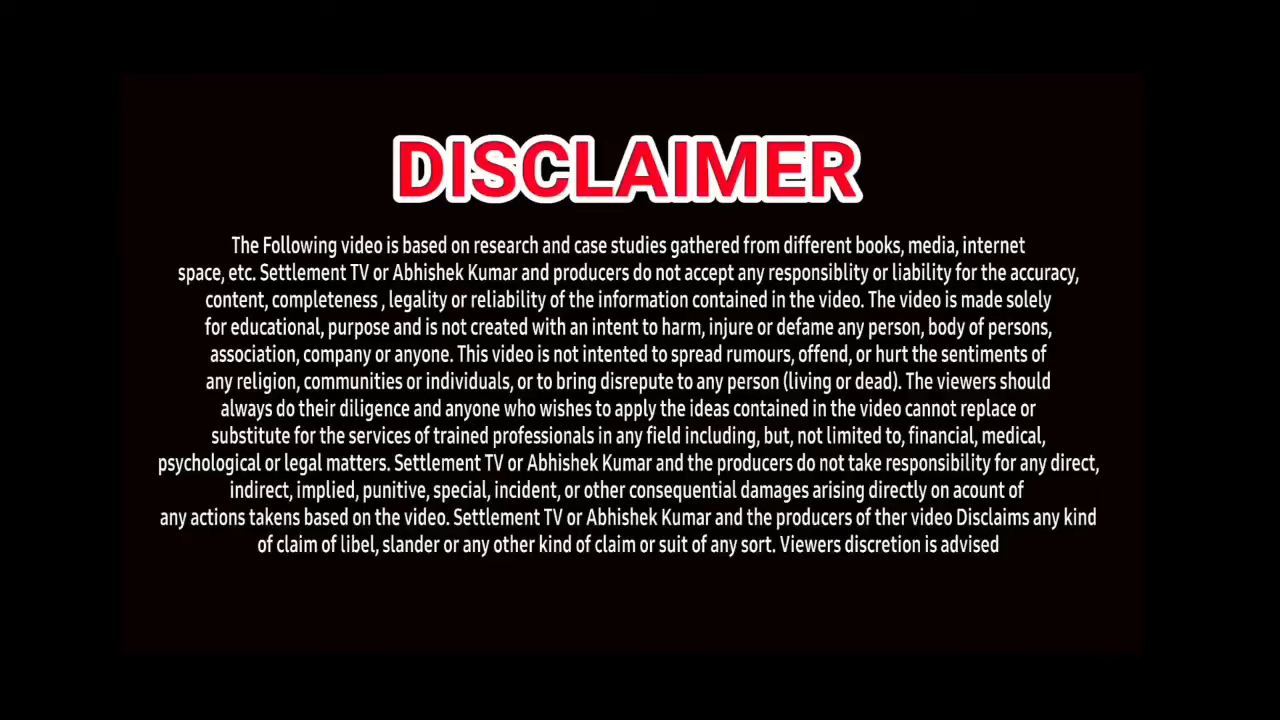 DISCLAIMER
The Following video is based on research and case studies gathered from different books, media, internet
space, etc. Settlement TV or Abhishek Kumar and producers do not accept any responsiblity or liability for the accuracy,
content, completeness , legality or reliability of the information contained in the video. The video is made solely
for educational, purpose and is not created with an intent to harm, injure or defame any person, body of persons,
association, company or anyone. This video is not intented to spread rumours, offend, or hurt the sentiments of
any religion, communities or individuals, or to bring disrepute to any person (living or dead). The viewers should
always do their diligence and anyone who wishes to apply the ideas contained in the video cannot replace or
substitute for the services of trained professionals in any field including, but, not limited to, financial, medical,
psychological or legal matters. Settlement TV or Abhishek Kumar and the producers do not take responsibility for any direct,
indirect, implied, punitive, special, incident, or other consequential damages arising directly on acount of
any actions takens based on the video. Settlement TV or Abhishek Kumar and the producers of ther video Disclaims any kind
of claim of libel, slander or any other kind of claim or suit of any sort. Viewers discretion is advised